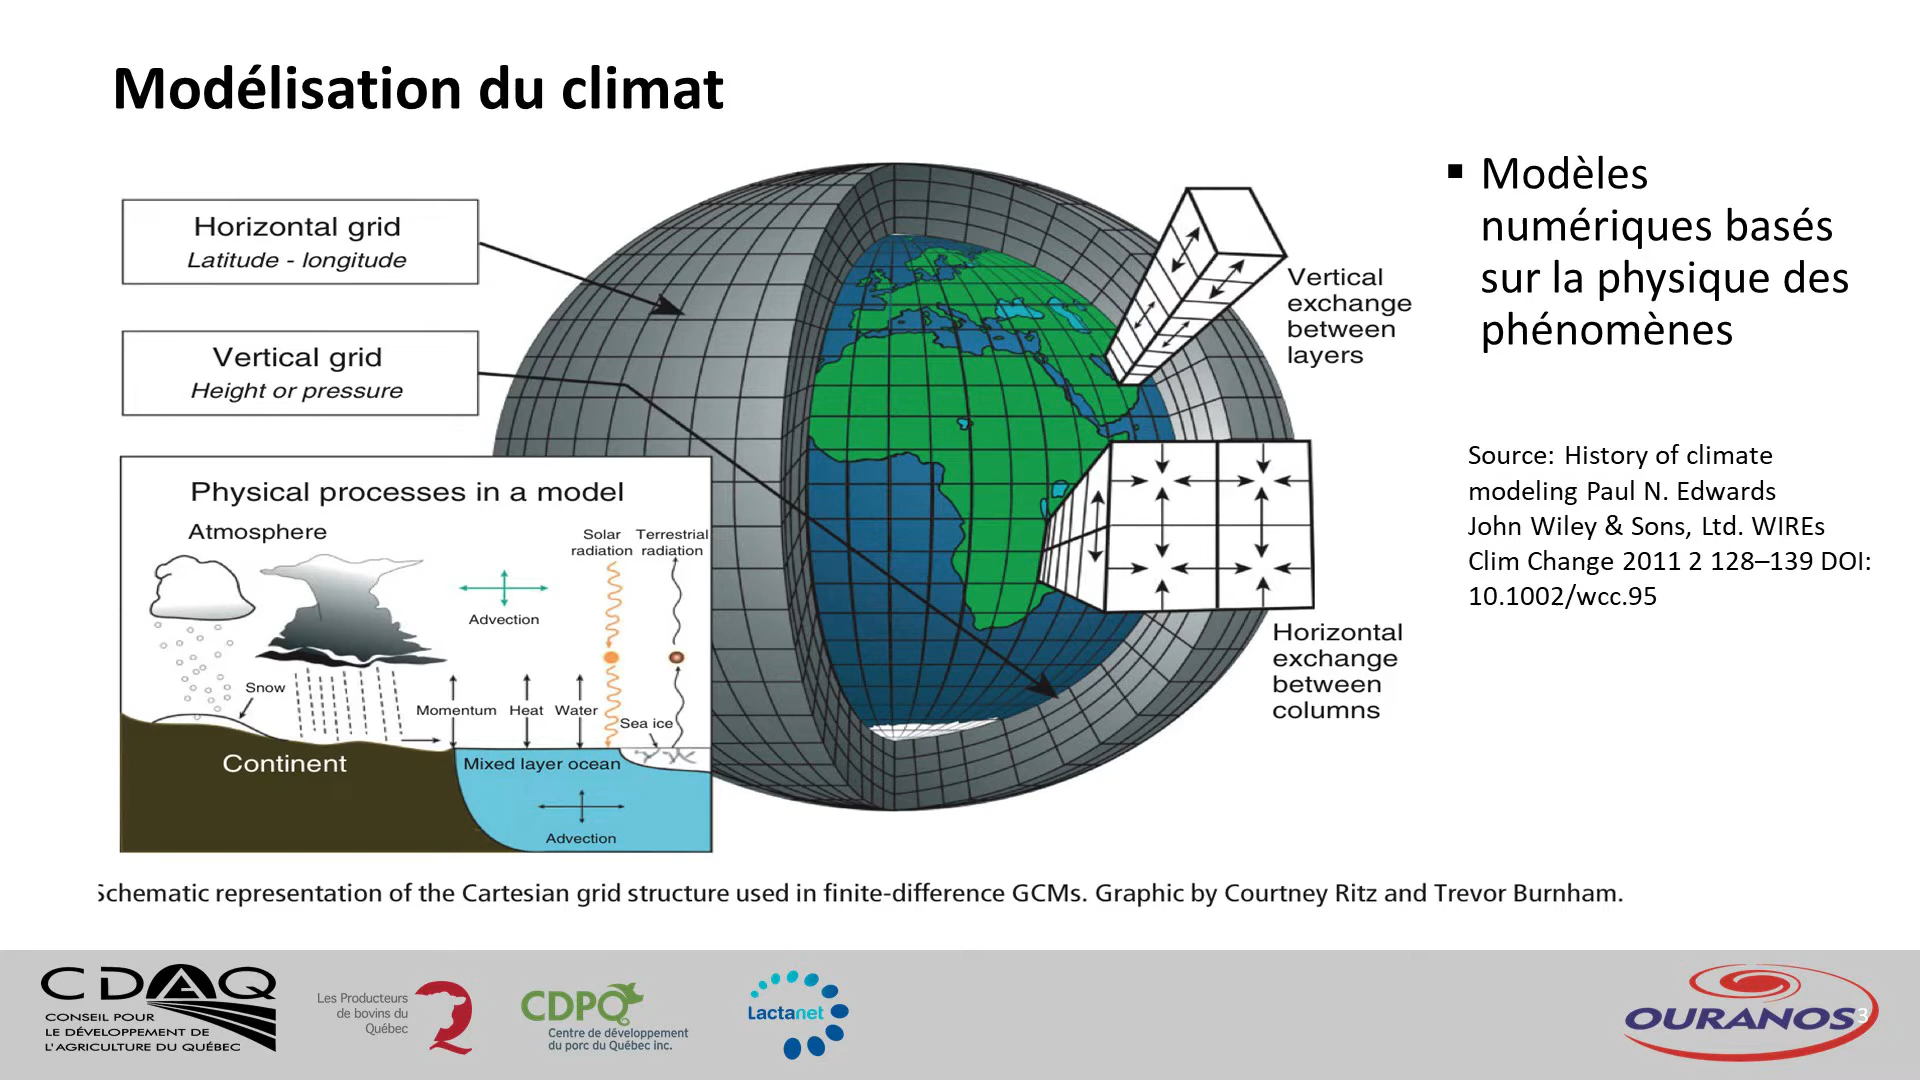 Modélisation du climat
Horizontal grid
Latitude - longitude
Vertical grid
Height or pressure
Vertical
exchange
between
layers
Horizontal
exchange
between
columns
Physical processes in a model
Atmosphere
Solar
radiation
Terrestrial
radiation
Advection
Snow
Momentum
Heat
Water
Sea ice
Continent
Mixed layer ocean
Advection
▪ Modèles
numériques basés
sur la physique des
phénomènes
Source: History of climate
modeling Paul N. Edwards
John Wiley & Sons, Ltd. WIREs
Clim Change 2011 2 128–139 DOI:
10.1002/wcc.95
Schematic representation of the Cartesian grid structure used in finite-difference GCMs. Graphic by Courtney Ritz and Trevor Burnham.
CDAQ
CONSEIL POUR
LE DÉVELOPPEMENT DE
L'AGRICULTURE DU QUÉBEC
Les Producteurs
de bovins du
Québec
CDPQ
Centre de développement
du porc du Québec inc.
Lactanet
OURANOS
3